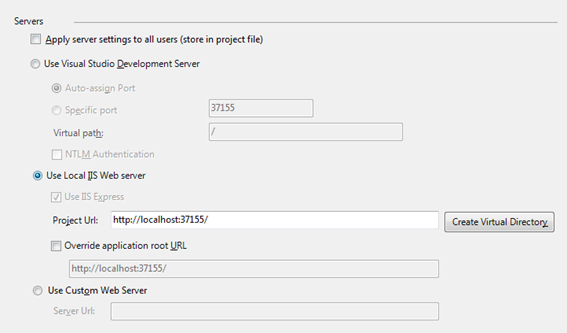 Servers
Apply server settings to all users (store in project file)
Use Visual Studio Development Server
Auto-assign Port
Specific port
37155
Virtual path:
/
NTLM Authentication
Use Local IIS Web server
Use IIS Express
Project Url:
http://localhost:37155/
Create Virtual Directory
Override application root URL
http://localhost:37155/
Use Custom Web Server
Server Url: